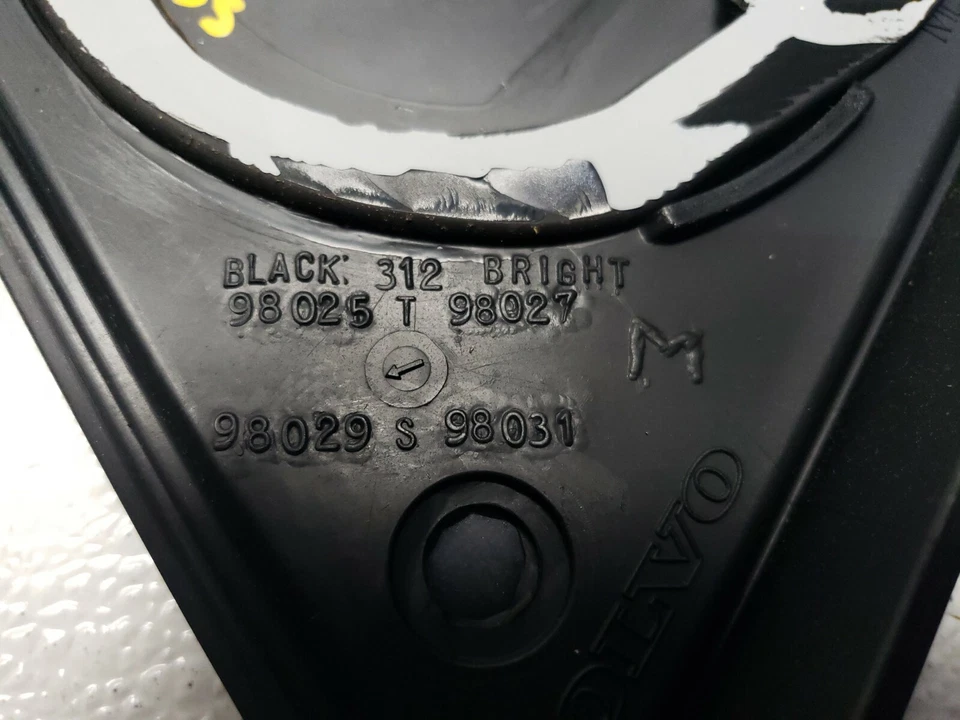 BLACK: 312 BRIGHT
98025 T 98027
M
98029 S 98031
VOLVO